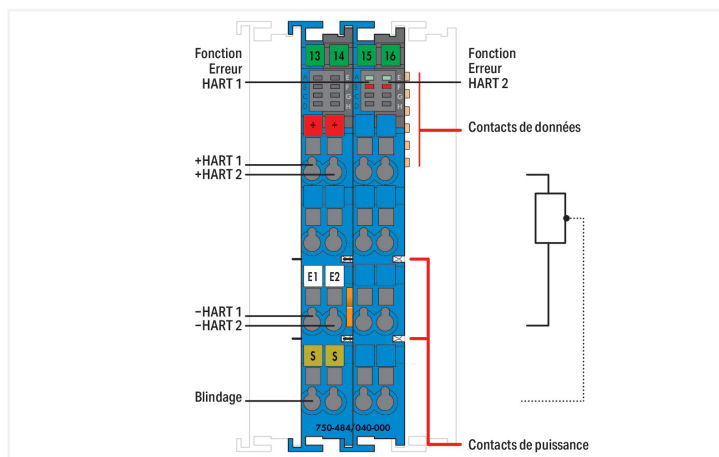 13 14 15 16
Fonction
Erreur
HART 1
Fonction
Erreur
HART 2
E
F
G
H
E
F
G
H
Contacts de données
+ +
+HART 1
+HART 2
E1 E2
−HART 1
−HART 2
S S
Blindage
750-484/040-000
Contacts de puissance